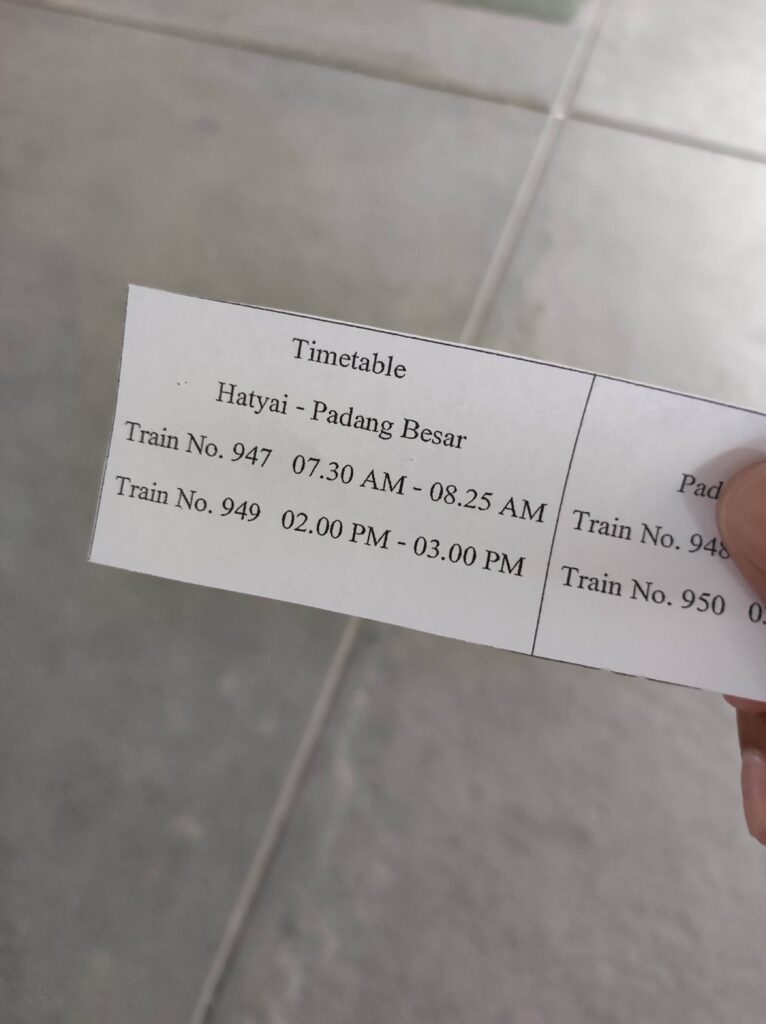 Timetable
Hatyai - Padang Besar
Train No. 947 07.30 AM - 08.25 AM
Train No. 949 02.00 PM - 03.00 PM
Train No. 948
Train No. 950